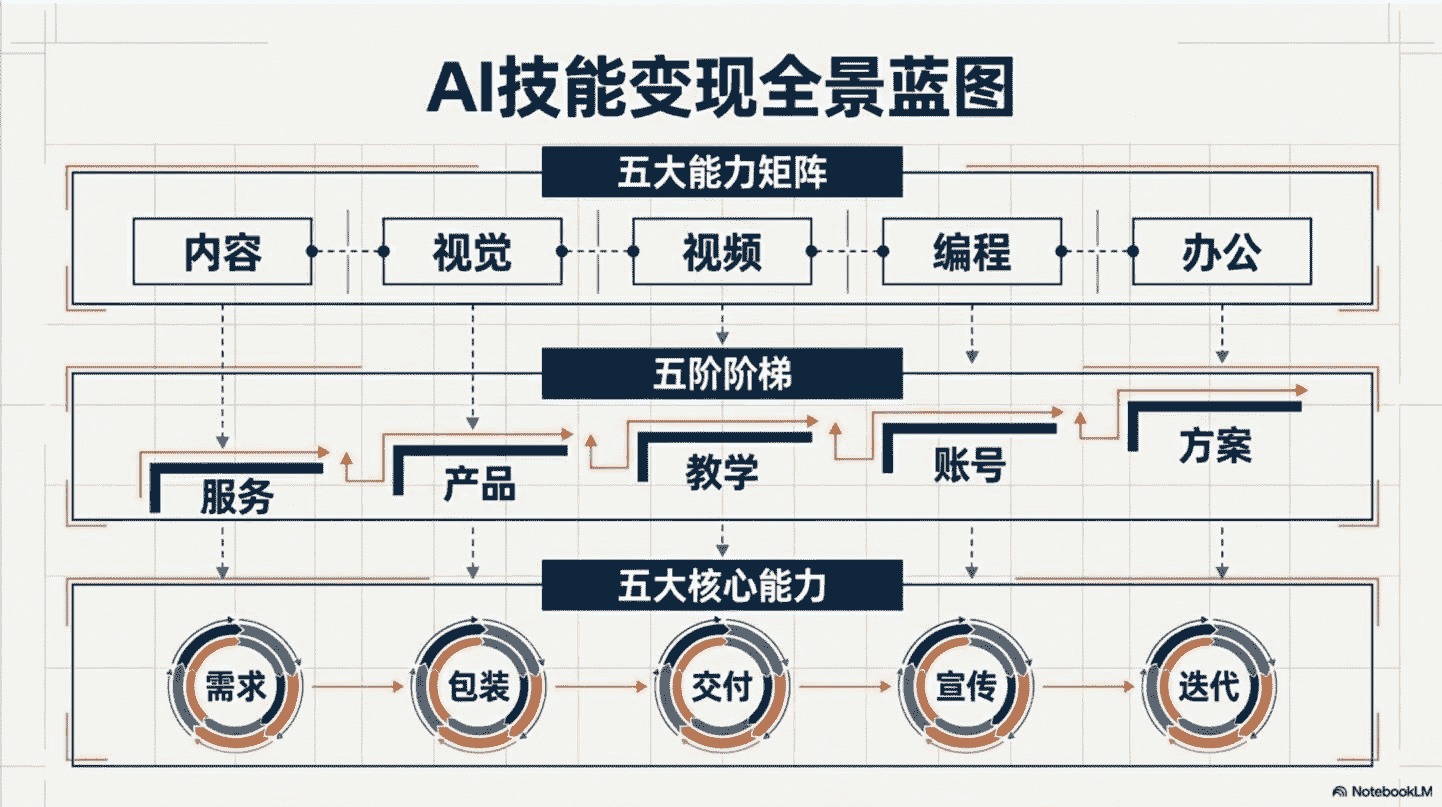 AI技能变现全景蓝图
五大能力矩阵
内容
视觉
视频
编程
办公
五阶阶梯
服务
产品
教学
账号
方案
五大核心能力
需求
包装
交付
宣传
迭代
NotebookLM